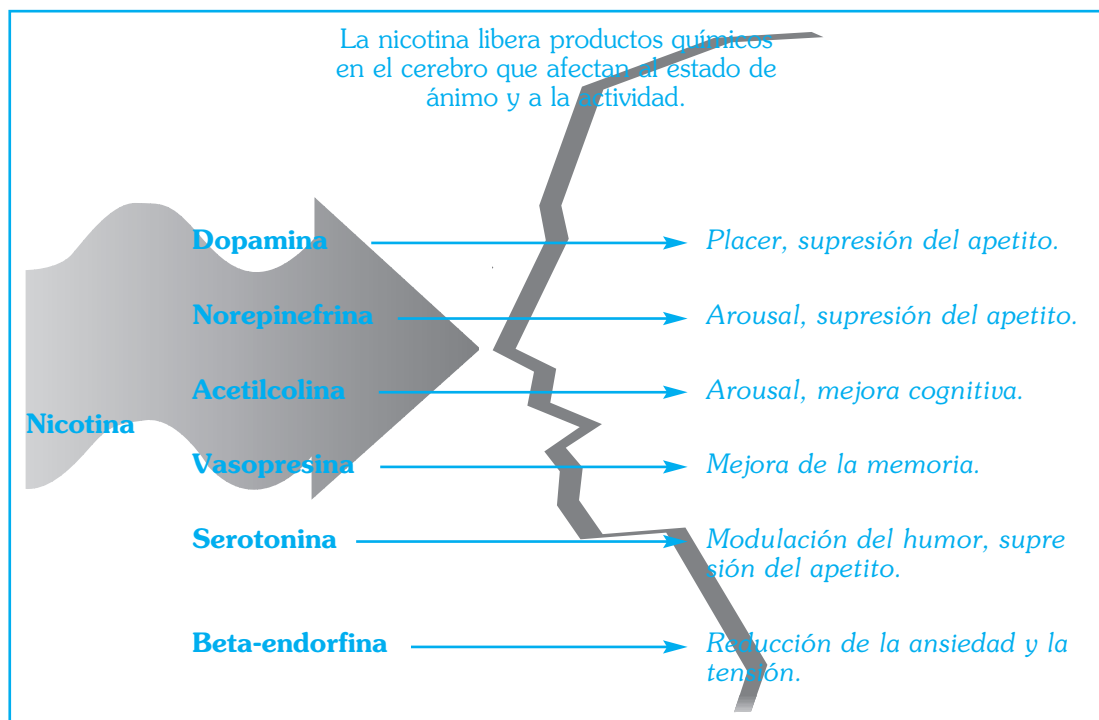 La nicotina libera productos químicos
en el cerebro que afectan al estado de
ánimo y a la actividad.
Dopamina
Placer, supresión del apetito.
Norepinefrina
Arousal, supresión del apetito.
Acetilcolina
Arousal, mejora cognitiva.
Nicotina
Vasopresina
Mejora de la memoria.
Serotonina
Modulación del humor, supre
sión del apetito.
Beta-endorfina
Reducción de la ansiedad y la
tensión.